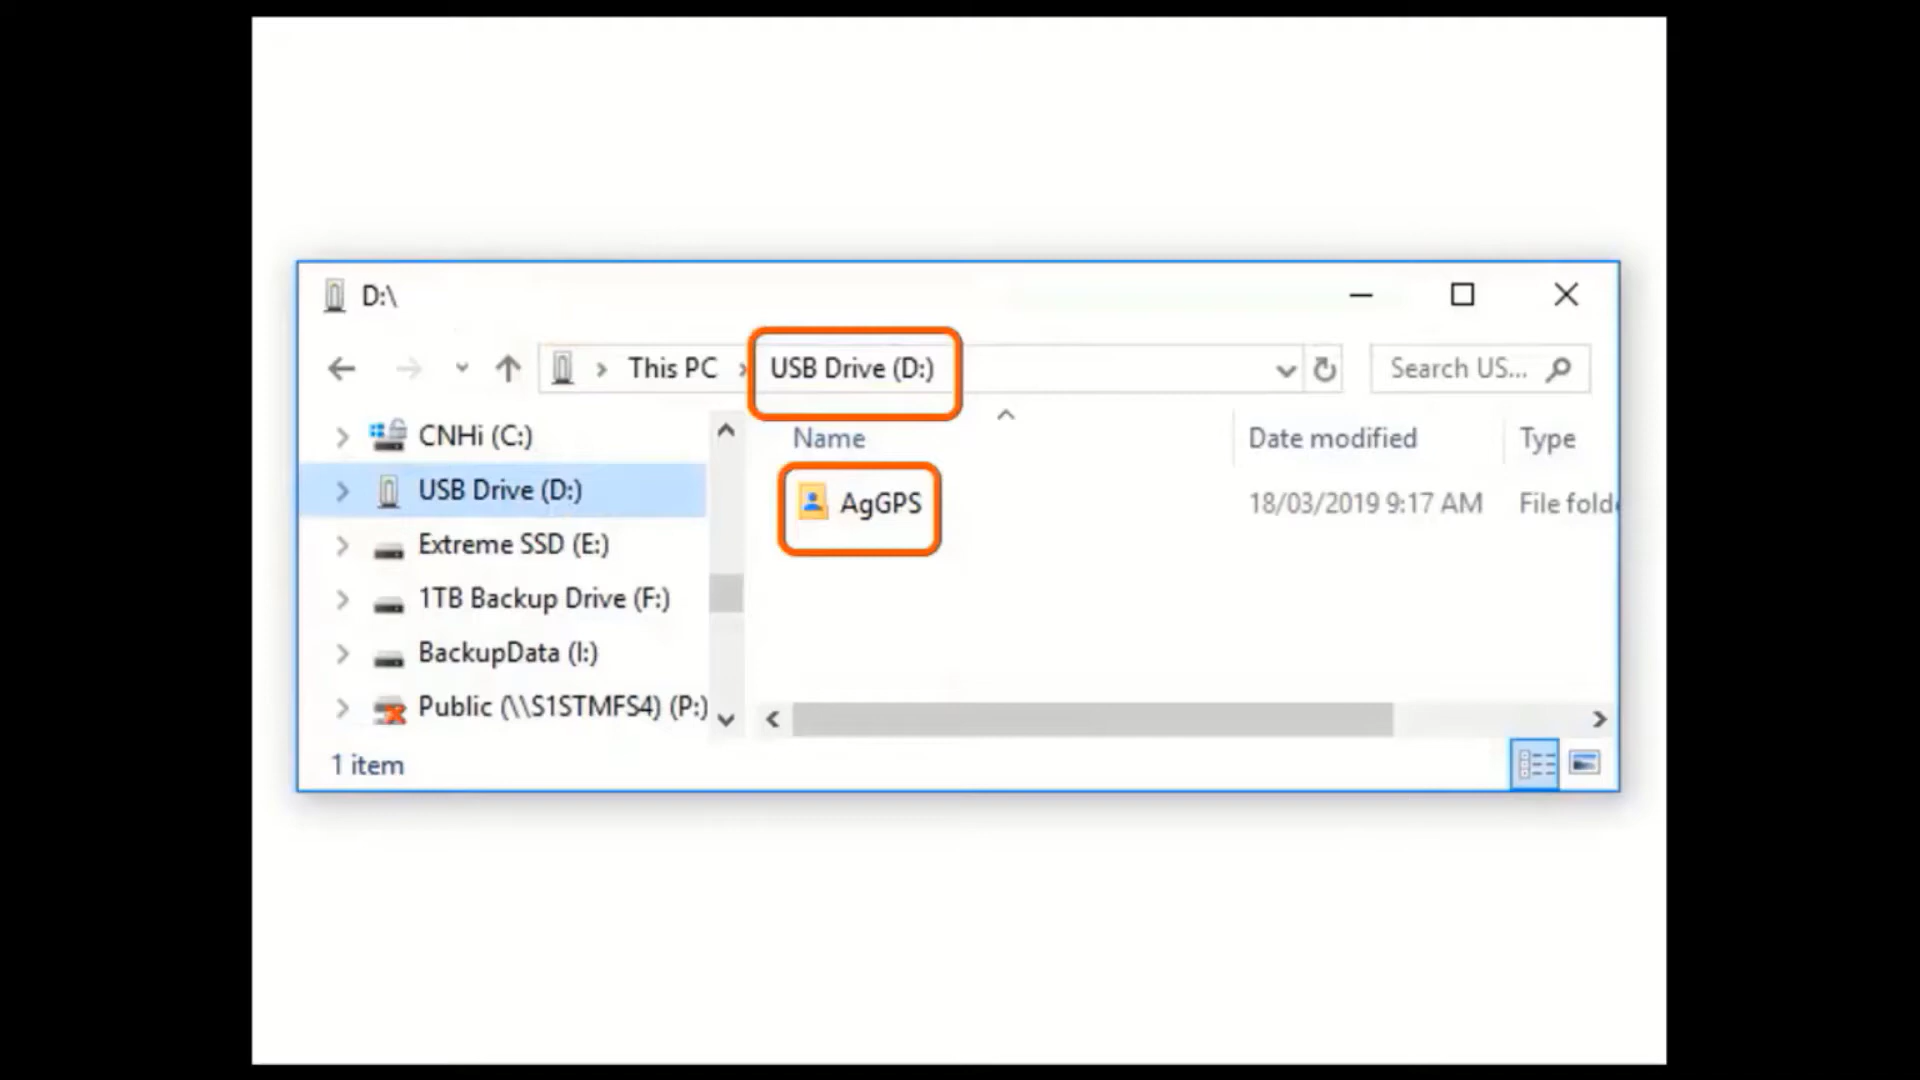 D:\
This PC
USB Drive (D:)
Search US...
CNHi (C:)
USB Drive (D:)
Extreme SSD (E:)
1TB Backup Drive (F:)
BackupData (I:)
Public (\\S1STMFS4) (P:)
Name
Date modified
Type
AgGPS
18/03/2019 9:17 AM
File fold
1 item